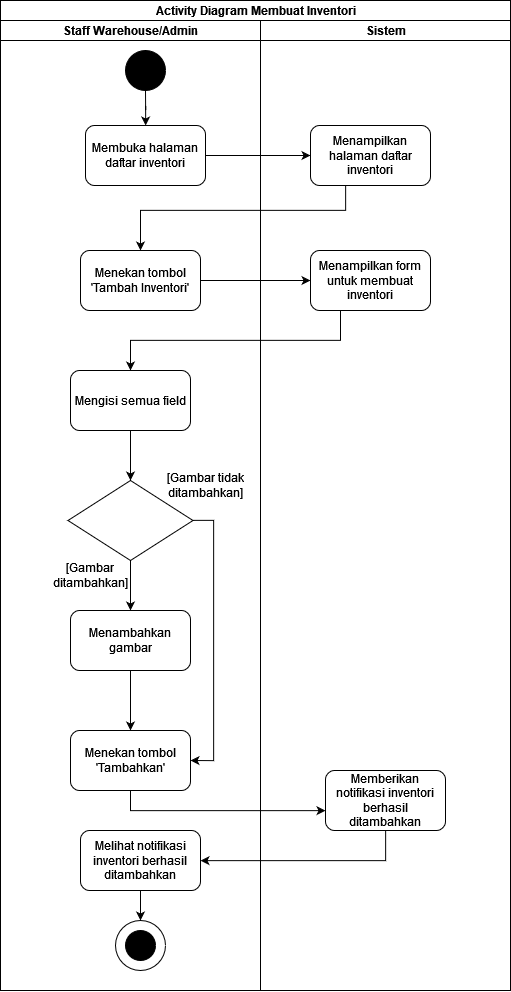 Activity Diagram Membuat Inventori
Staff Warehouse/Admin
Sistem
Membuka halaman
daftar inventori
Menampilkan
halaman daftar
inventori
Menekan tombol
'Tambah Inventori'
Menampilkan form
untuk membuat
inventori
Mengisi semua field
[Gambar tidak
ditambahkan]
[Gambar
ditambahkan]
Menambahkan
gambar
Menekan tombol
'Tambahkan'
Memberikan
notifikasi inventori
berhasil
ditambahkan
Melihat notifikasi
inventori berhasil
ditambahkan